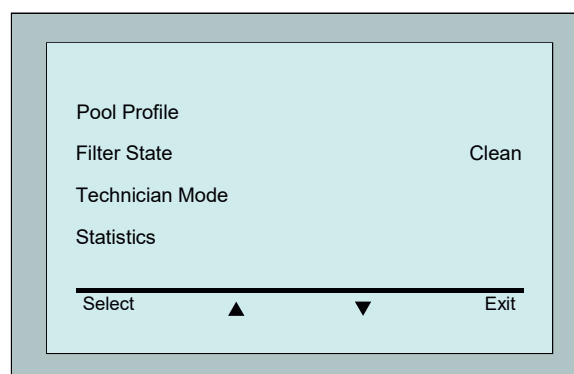 Pool Profile
Filter State Clean
Technician Mode
Statistics
Select ▲ ▼ Exit